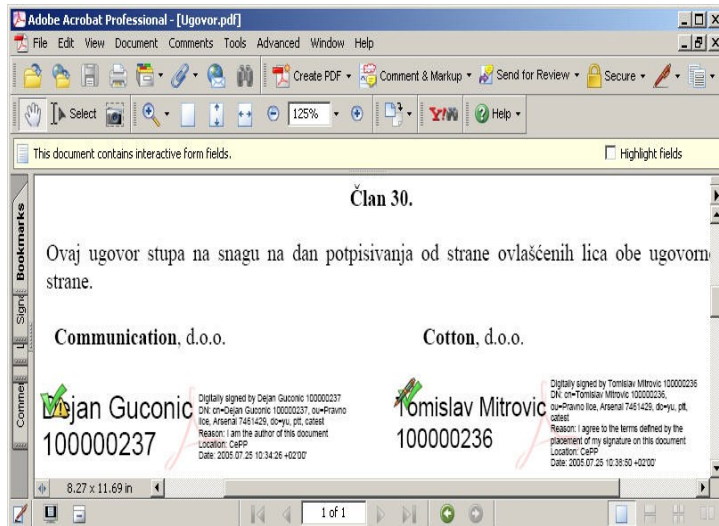 Adobe Acrobat Professional - [Ugovor.pdf]
File Edit View Document Comments Tools Advanced Window Help
Create PDF Comment & Markup Send for Review Secure
Select 125% Y! Help
This document contains interactive form fields. Highlight fields
Bookmarks
Comme
Član 30.
Ovaj ugovor stupa na snagu na dan potpisivanja od strane ovlašćenih lica obe ugovorn
strane.
Communication, d.o.o. Cotton, d.o.o.
Dejan Guconic
100000237
Digitally signed by Dejan Guconic 100000237
DN: cn=Dejan Guconic 100000237, ou=Pravno
lice, Arsenal 7461429, dc=yu, ptt, catest
Reason: I am the author of this document
Location: CePP
Date: 2005.07.25 10:34:26 +02'00'
Tomislav Mitrovic
100000236
Digitally signed by Tomislav Mitrovic 100000236
DN: cn=Tomislav Mitrovic 100000236,
ou=Pravno lice, Arsenal 7461429, dc=yu, ptt,
catest
Reason: I agree to the terms defined by the
placement of my signature on this document
Location: CePP
Date: 2005.07.25 10:36:50 +02'00'
8.27 x 11.69 in
1 of 1